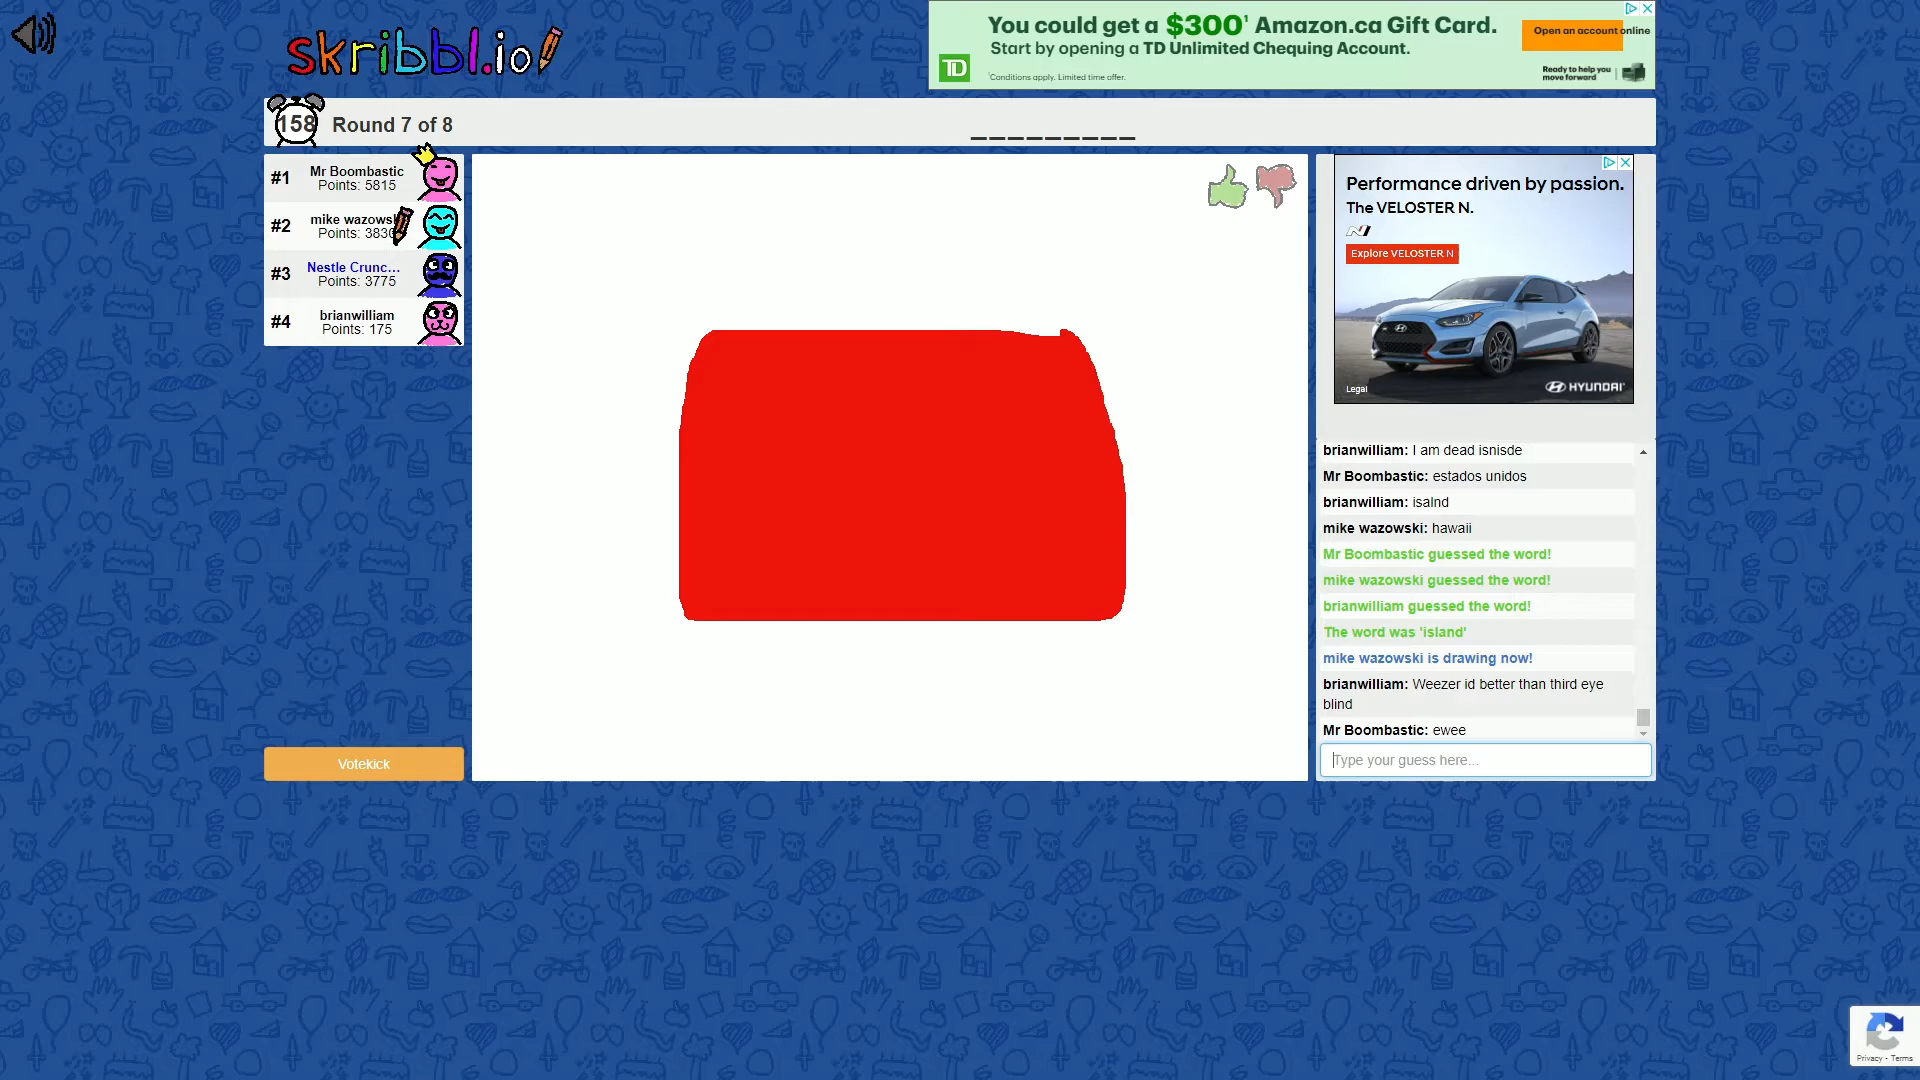 skribbl.io
You could get a $300¹ Amazon.ca Gift Card.
Start by opening a TD Unlimited Chequing Account.
¹Conditions apply. Limited time offer.
TD
Open an account online
Ready to help you
move forward
158
Round 7 of 8
_________
#1
Mr Boombastic
Points: 5815
#2
mike wazows
Points: 3830
#3
Nestle Crunc...
Points: 3775
#4
brianwilliam
Points: 175
Votekick
Performance driven by passion.
The VELOSTER N.
N
Explore VELOSTER N
Legal
HYUNDAI
brianwilliam: I am dead isnisde
Mr Boombastic: estados unidos
brianwilliam: isalnd
mike wazowski: hawaii
Mr Boombastic guessed the word!
mike wazowski guessed the word!
brianwilliam guessed the word!
The word was 'island'
mike wazowski is drawing now!
brianwilliam: Weezer id better than third eye
blind
Mr Boombastic: ewee
Type your guess here...
Privacy - Terms